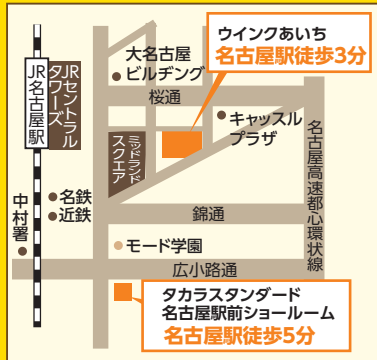 ウインクあいち
名古屋駅徒歩3分
大名古屋
ビルヂング
桜通
キャッスル
プラザ
JR名古屋駅
JRセントラル
タワーズ
ミッドランド
スクエア
名古屋高速都心環状線
名鉄
近鉄
中村署
錦通
モード学園
広小路通
タカラスタンダード
名古屋駅前ショールーム
名古屋駅徒歩5分